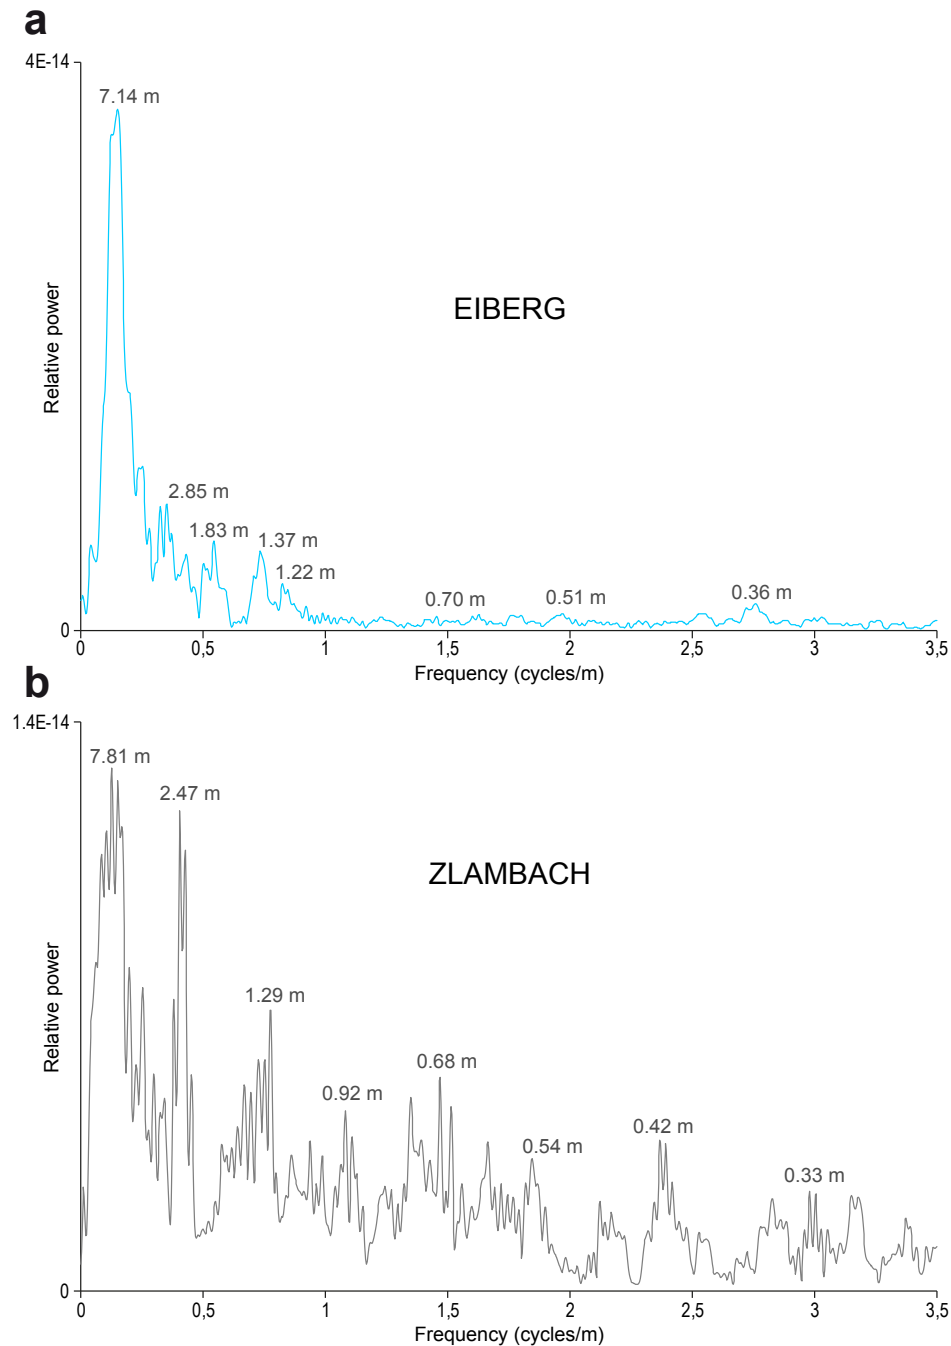 a
4E-14
7.14 m
EIBERG
Relative power
2.85 m
1.83 m
1.37 m
1.22 m
0.70 m
0.51 m
0.36 m
0
0 0,5 1 1,5 2 2,5 3 3,5
Frequency (cycles/m)
b
1.4E-14
7.81 m
2.47 m
ZLAMBACH
Relative power
1.29 m
0.68 m
0.92 m
0.54 m
0.42 m
0.33 m
0
0 0,5 1 1,5 2 2,5 3 3,5
Frequency (cycles/m)